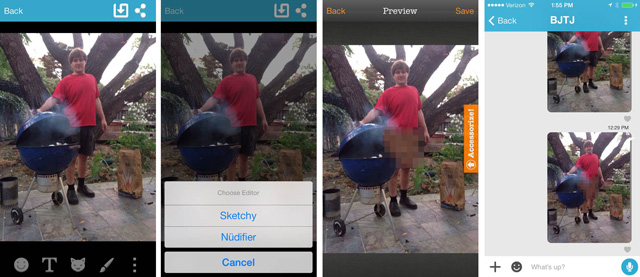 Back
T
Back
Choose Editor
Sketchy
Nüdifier
Cancel
Back Preview Save
Accessorize!
Verizon 1:55 PM
Back BJTJ
12:29 PM
What's up?